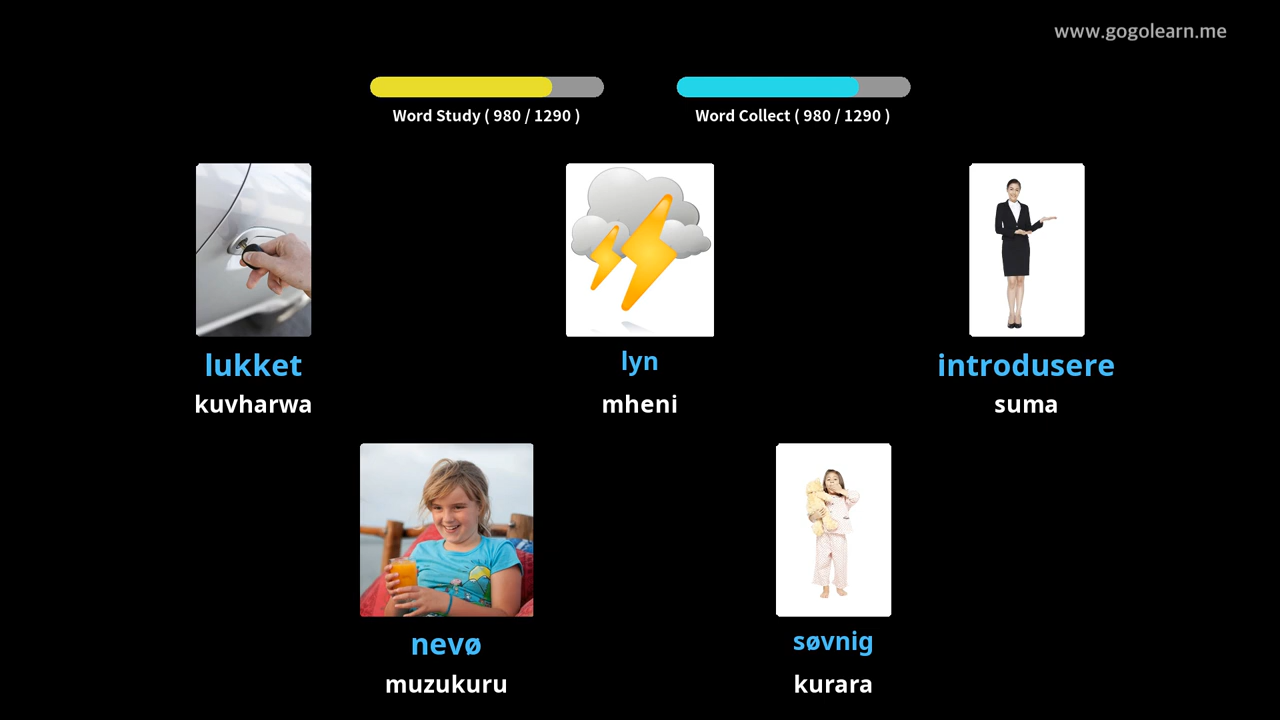 www.gogolearn.me
Word Study ( 980 / 1290 )
Word Collect ( 980 / 1290 )
lukket
kuvharwa
lyn
mheni
introdusere
suma
nevø
muzukuru
søvnig
kurara